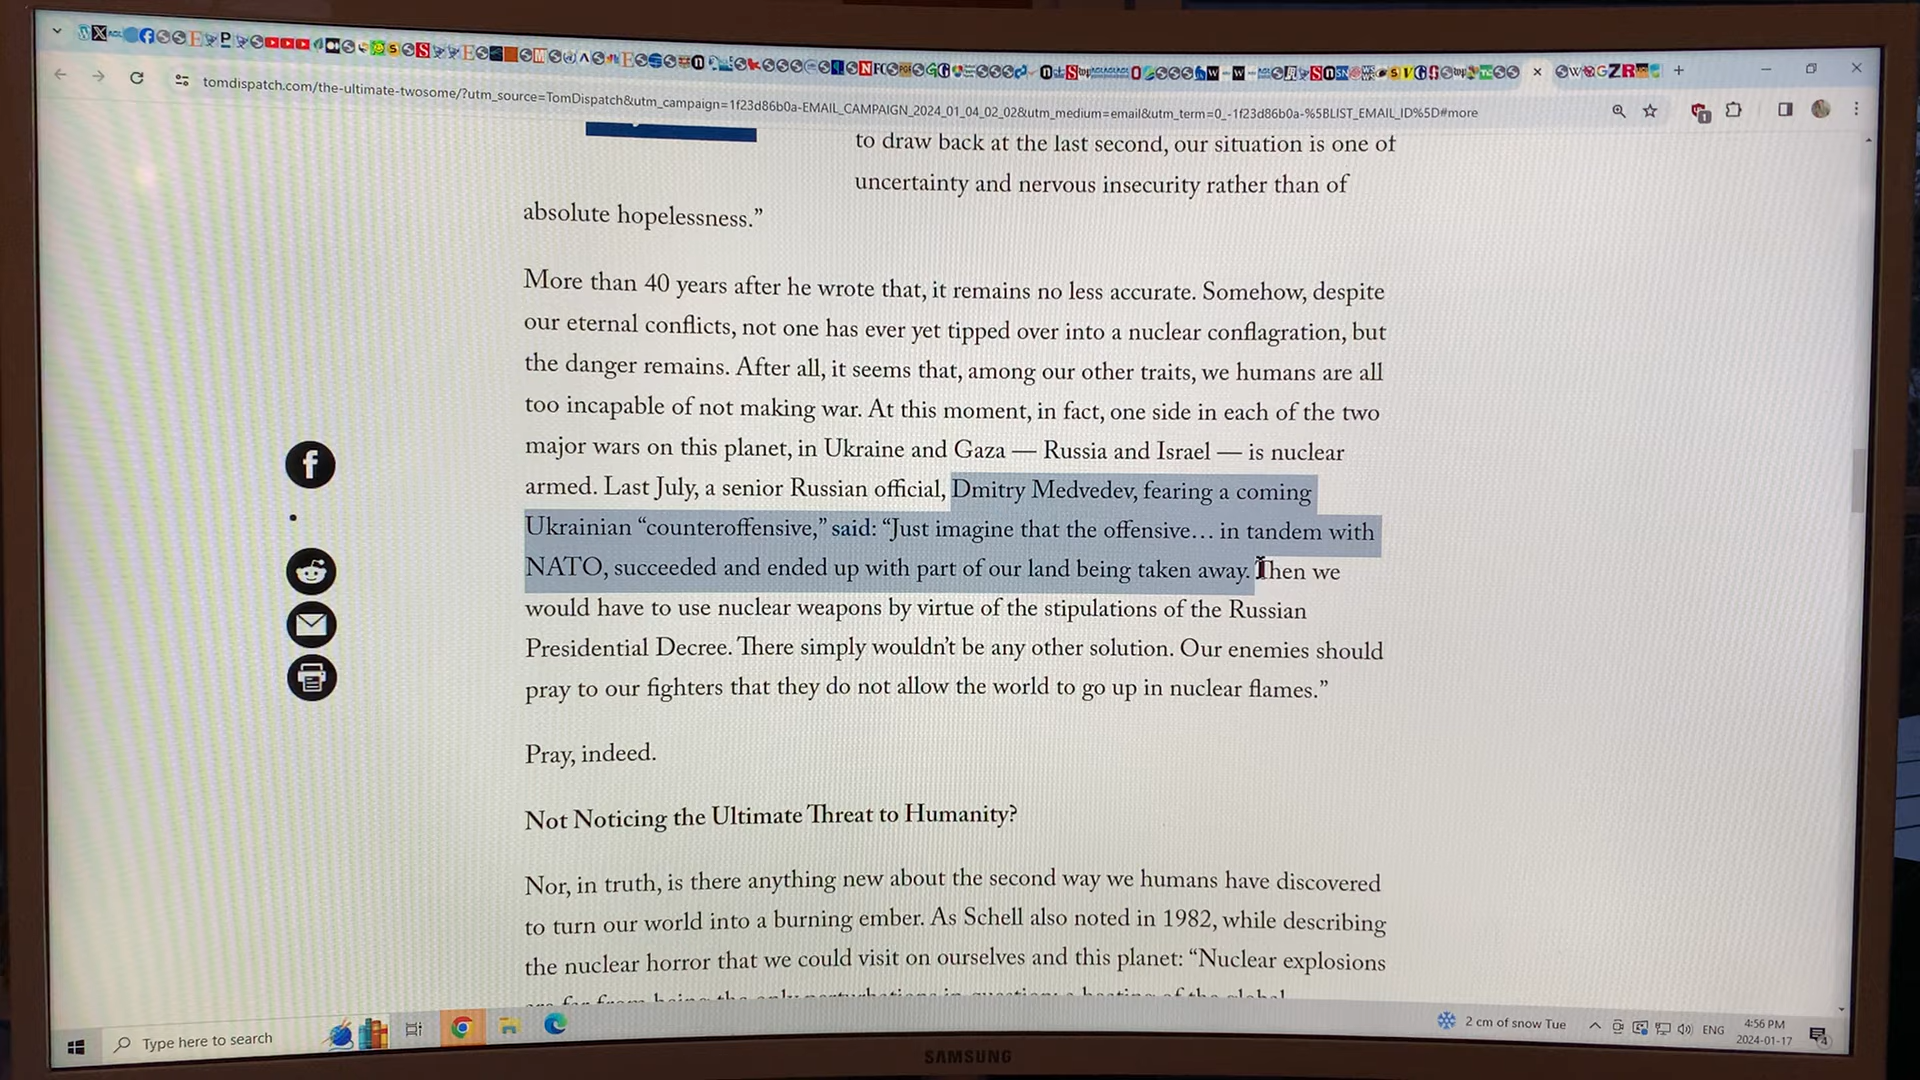 tomdispatch.com/the-ultimate-twosome/?utm_source=TomDispatch&utm_campaign=1f23d86b0a-EMAIL_CAMPAIGN_2024_01_04_02_02&utm_medium=email&utm_term=0_-1f23d86b0a-%5BLIST_EMAIL_ID%5D#more
to draw back at the last second, our situation is one of
uncertainty and nervous insecurity rather than of
absolute hopelessness.”
More than 40 years after he wrote that, it remains no less accurate. Somehow, despite
our eternal conflicts, not one has ever yet tipped over into a nuclear conflagration, but
the danger remains. After all, it seems that, among our other traits, we humans are all
too incapable of not making war. At this moment, in fact, one side in each of the two
major wars on this planet, in Ukraine and Gaza — Russia and Israel — is nuclear
armed. Last July, a senior Russian official, Dmitry Medvedev, fearing a coming
Ukrainian “counteroffensive,” said: “Just imagine that the offensive… in tandem with
NATO, succeeded and ended up with part of our land being taken away. Then we
would have to use nuclear weapons by virtue of the stipulations of the Russian
Presidential Decree. There simply wouldn’t be any other solution. Our enemies should
pray to our fighters that they do not allow the world to go up in nuclear flames.”
Pray, indeed.
Not Noticing the Ultimate Threat to Humanity?
Nor, in truth, is there anything new about the second way we humans have discovered
to turn our world into a burning ember. As Schell also noted in 1982, while describing
the nuclear horror that we could visit on ourselves and this planet: “Nuclear explosions
Type here to search
2 cm of snow Tue
ENG
4:56 PM
2024-01-17
SAMSUNG